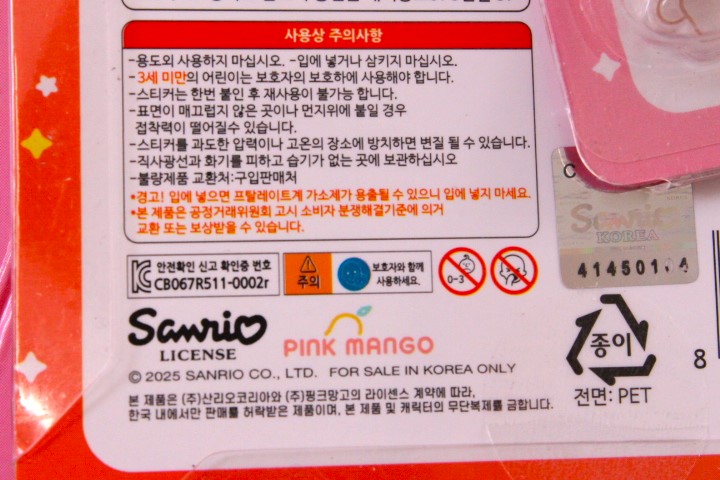 사용상 주의사항
-용도외 사용하지 마십시오. -입에 넣거나 삼키지 마십시오.
-3세 미만의 어린이는 보호자의 보호하에 사용해야 합니다.
-스티커는 한번 붙인 후 재사용이 불가능 합니다.
-표면이 매끄럽지 않은 곳이나 먼지위에 붙일 경우
접착력이 떨어질수 있습니다.
-스티커를 과도한 압력이나 고온의 장소에 방치하면 변질 될 수 있습니다.
-직사광선과 화기를 피하고 습기가 없는 곳에 보관하십시오
-불량제품 교환처:구입판매처
*경고! 입에 넣으면 프탈레이트계 가소제가 용출될 수 있으니 입에 넣지 마세요.
*본 제품은 공정거래위원회 고시 소비자 분쟁해결기준에 의거
교환 또는 보상받을 수 있습니다.
안전확인 신고 확인증 번호
CB067R511-0002r
주의
보호자와 함께
사용하세요.
0-3
Sanrio
KOREA
Sanrio
LICENSE
PINK MANGO
종이
전면: PET
8
© 2025 SANRIO CO., LTD. FOR SALE IN KOREA ONLY
본 제품은 (주)산리오코리아와 (주)핑크망고의 라이센스 계약에 따라,
한국 내에서만 판매를 허락받은 제품이며, 본 제품 및 캐릭터의 무단복제를 금합니다.